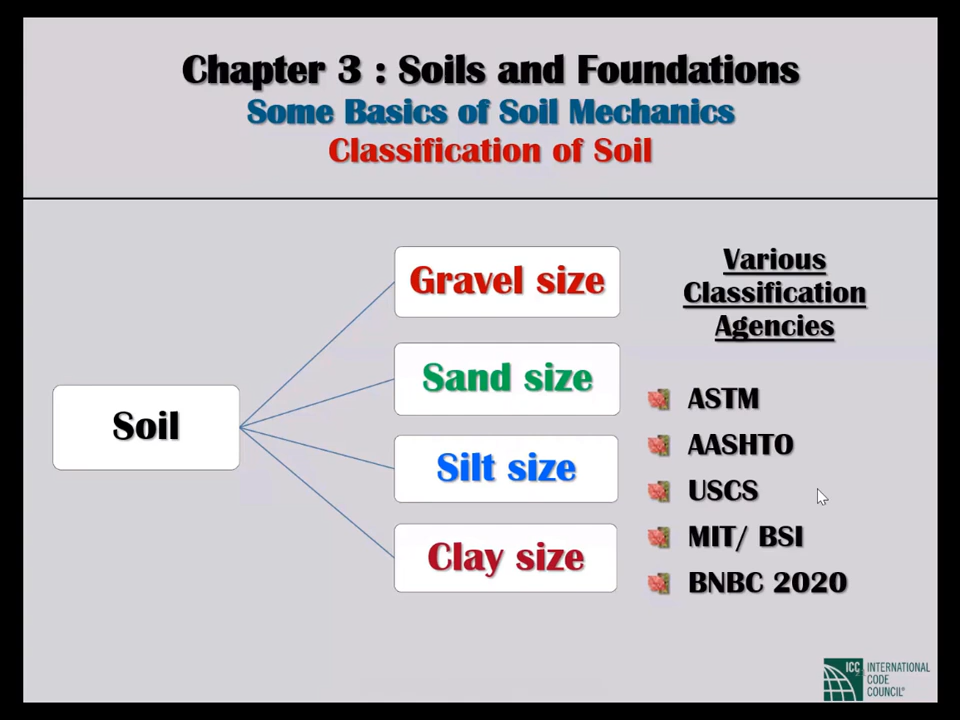 Chapter 3 : Soils and Foundations
Some Basics of Soil Mechanics
Classification of Soil
Soil
Gravel size
Sand size
Silt size
Clay size
Various
Classification
Agencies
ASTM
AASHTO
USCS
MIT/ BSI
BNBC 2020
ICC INTERNATIONAL
CODE
COUNCIL®